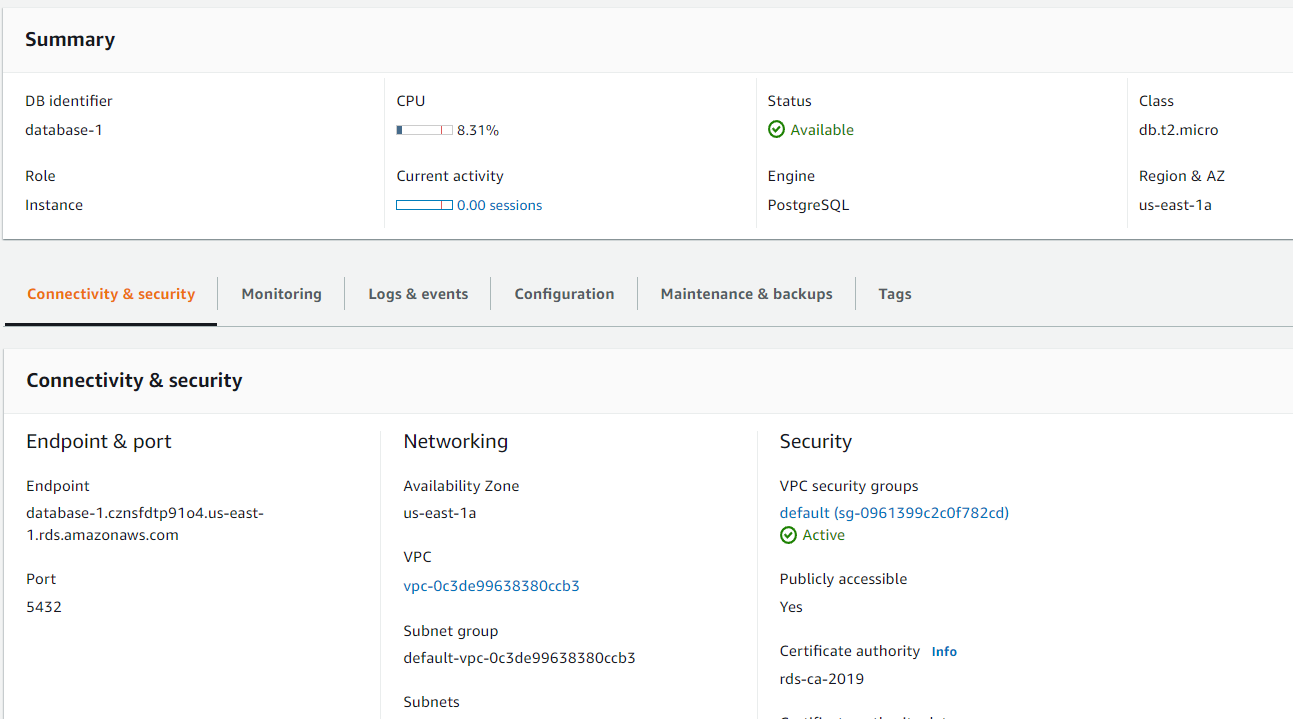 Summary
DB identifier
database-1
CPU
8.31%
Status
Available
Class
db.t2.micro
Role
Instance
Current activity
0.00 sessions
Engine
PostgreSQL
Region & AZ
us-east-1a
Connectivity & security
Monitoring
Logs & events
Configuration
Maintenance & backups
Tags
Connectivity & security
Endpoint & port
Endpoint
database-1.cznsfdtp91o4.us-east-
1.rds.amazonaws.com
Port
5432
Networking
Availability Zone
us-east-1a
VPC
vpc-0c3de99638380ccb3
Subnet group
default-vpc-0c3de99638380ccb3
Subnets
Security
VPC security groups
default (sg-0961399c2c0f782cd)
Active
Publicly accessible
Yes
Certificate authority Info
rds-ca-2019